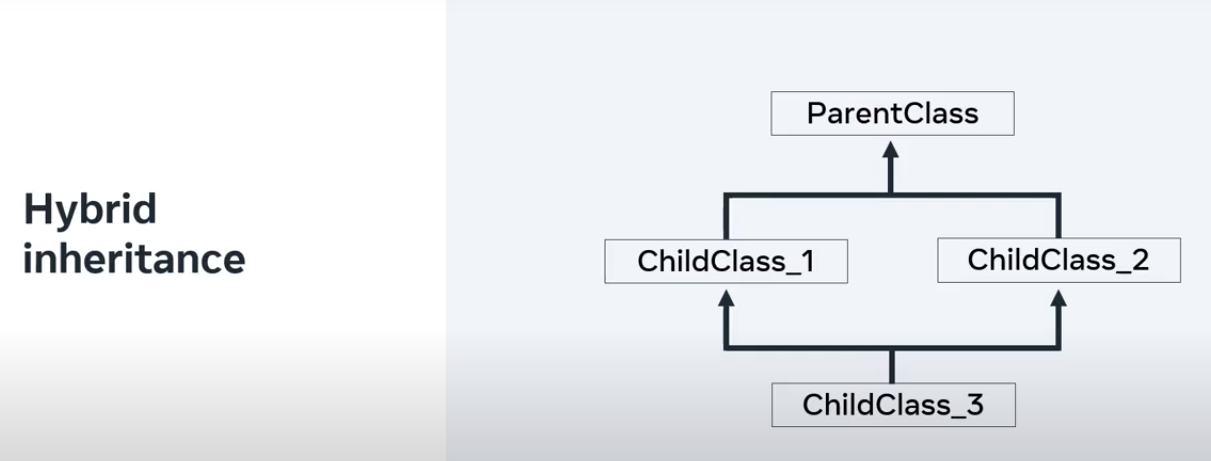 Hybrid
inheritance
ParentClass
ChildClass_1
ChildClass_2
ChildClass_3